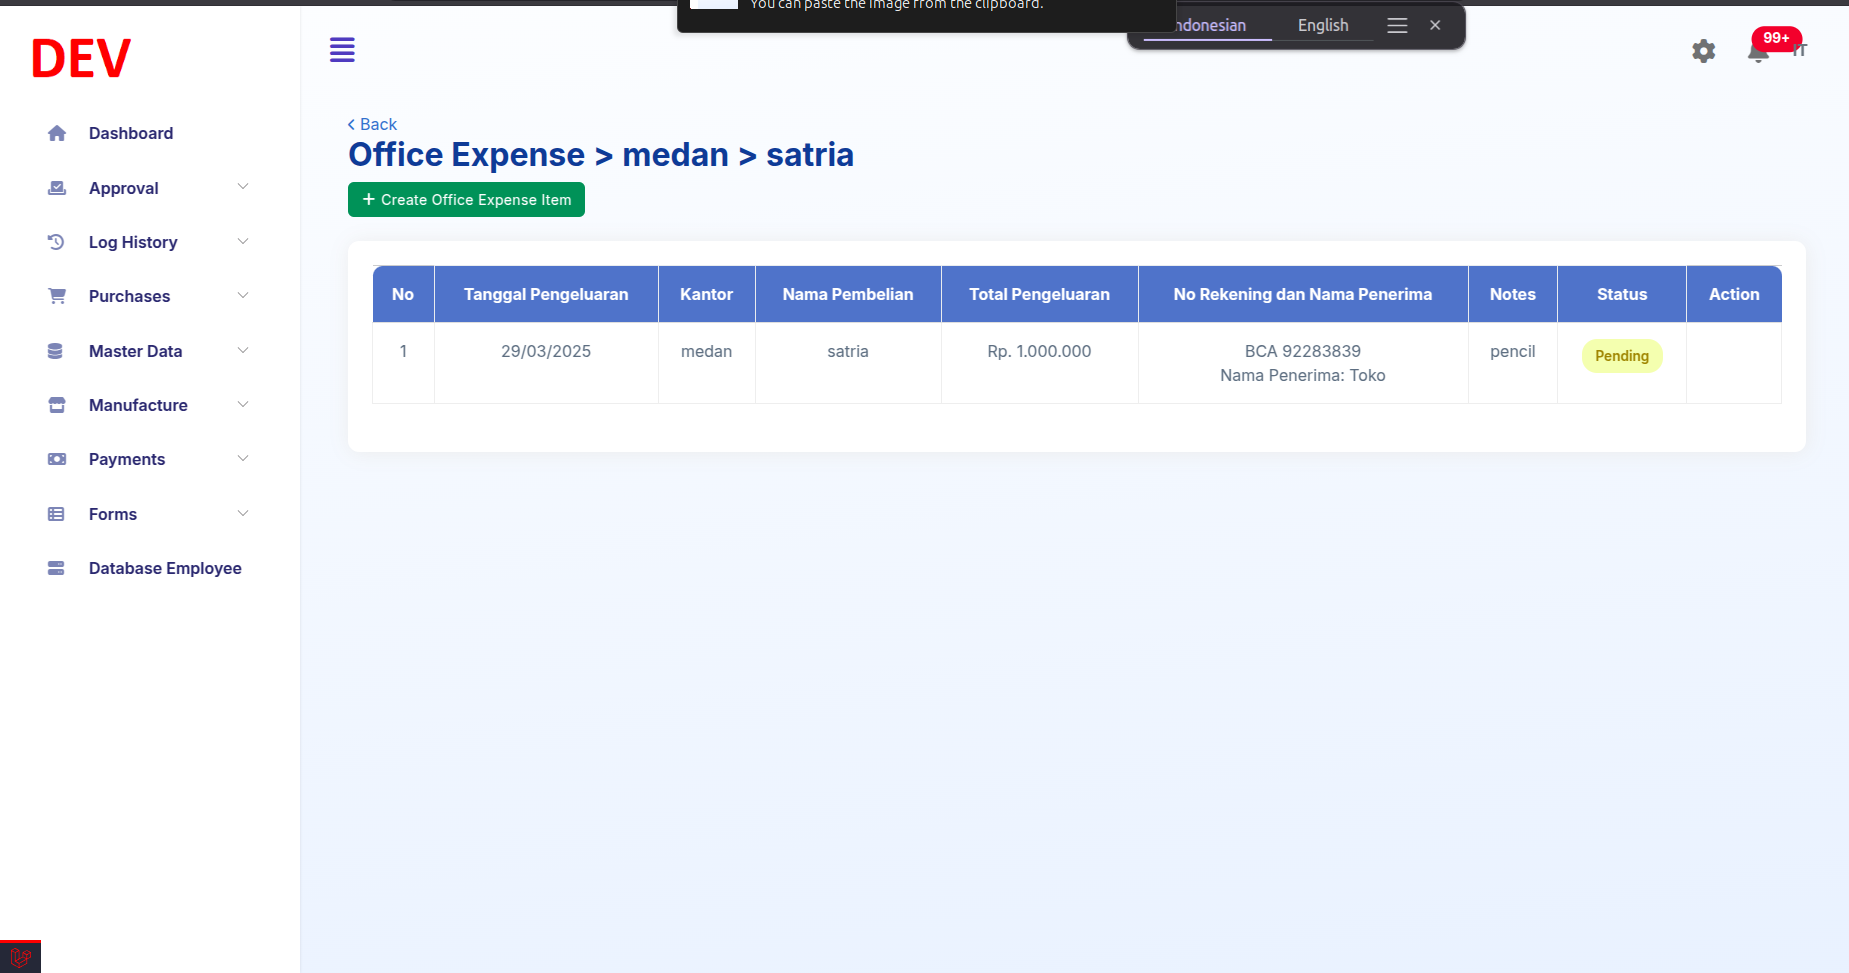 You can paste the image from the clipboard.
ndonesian
English
DEV
99+
IT
Dashboard
Approval
Log History
Purchases
Master Data
Manufacture
Payments
Forms
Database Employee
Back
Office Expense > medan > satria
+ Create Office Expense Item
No
Tanggal Pengeluaran
Kantor
Nama Pembelian
Total Pengeluaran
No Rekening dan Nama Penerima
Notes
Status
Action
1
29/03/2025
medan
satria
Rp. 1.000.000
BCA 92283839
Nama Penerima: Toko
pencil
Pending